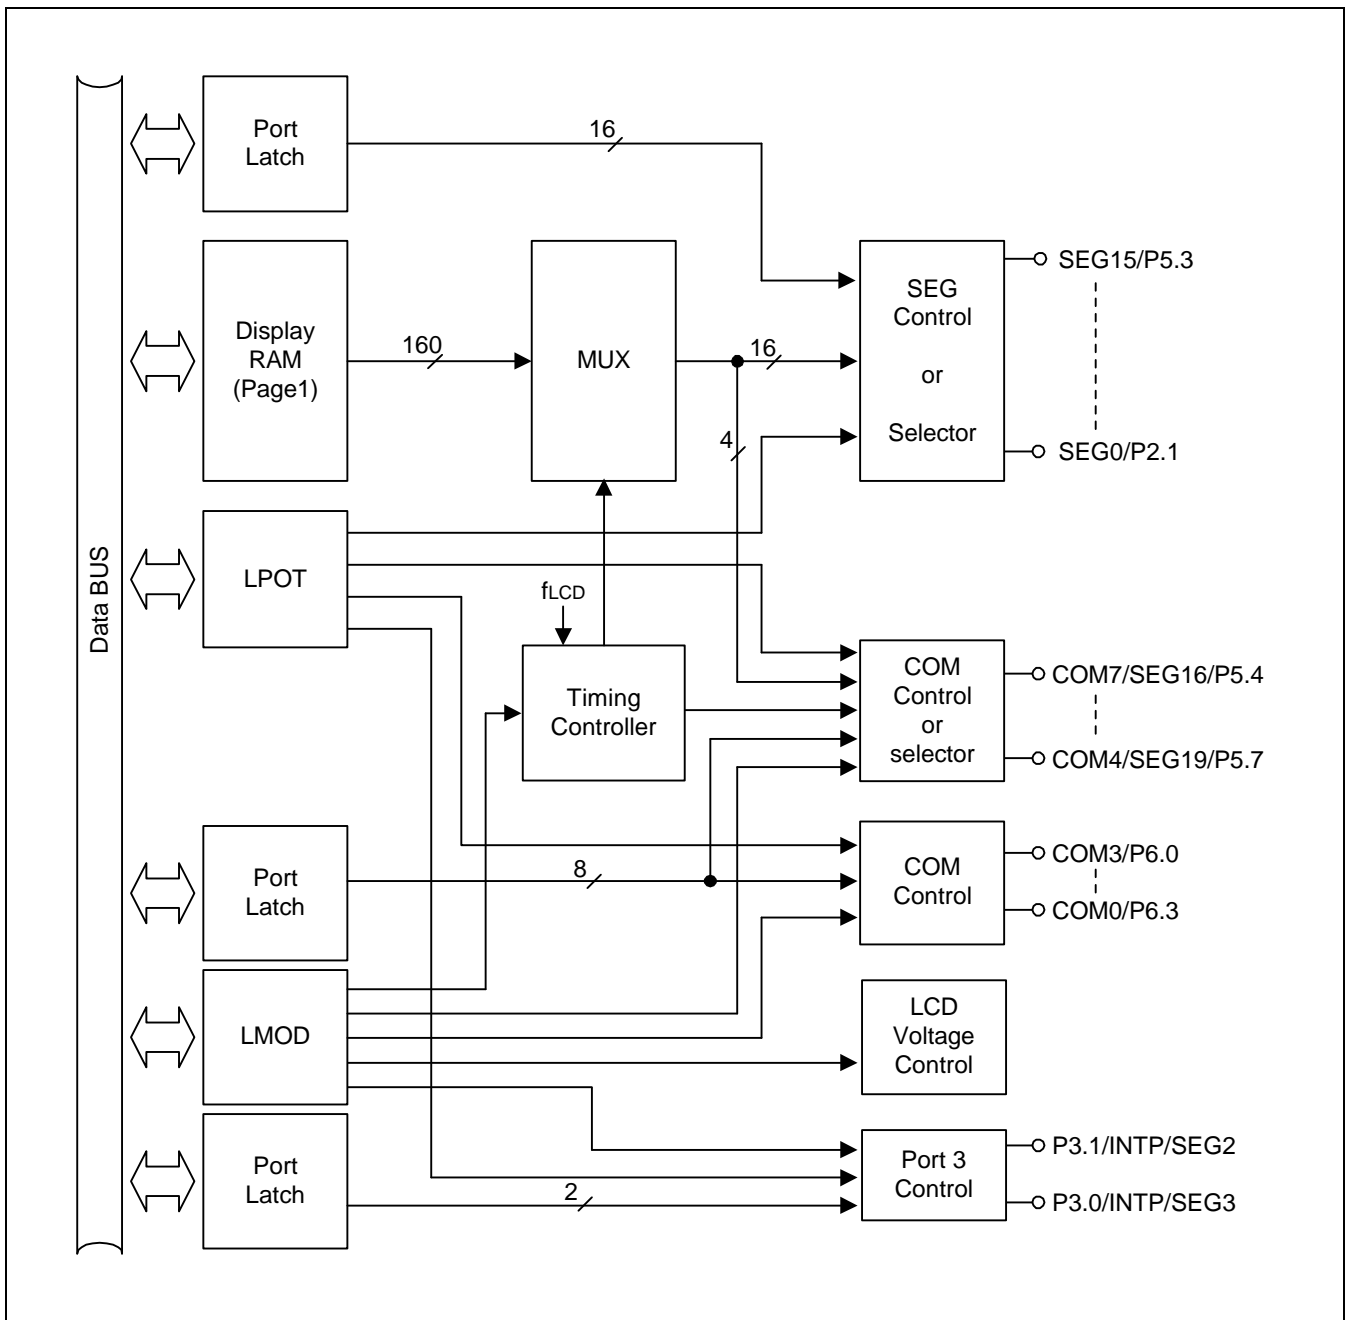 Data BUS
Port
Latch
16
Display
RAM
(Page1)
160
MUX
16
4
SEG
Control
or
Selector
SEG15/P5.3
SEG0/P2.1
LPOT
fLCD
Timing
Controller
COM
Control
or
selector
COM7/SEG16/P5.4
COM4/SEG19/P5.7
Port
Latch
8
COM
Control
COM3/P6.0
COM0/P6.3
LMOD
LCD
Voltage
Control
Port
Latch
2
Port 3
Control
P3.1/INTP/SEG2
P3.0/INTP/SEG3